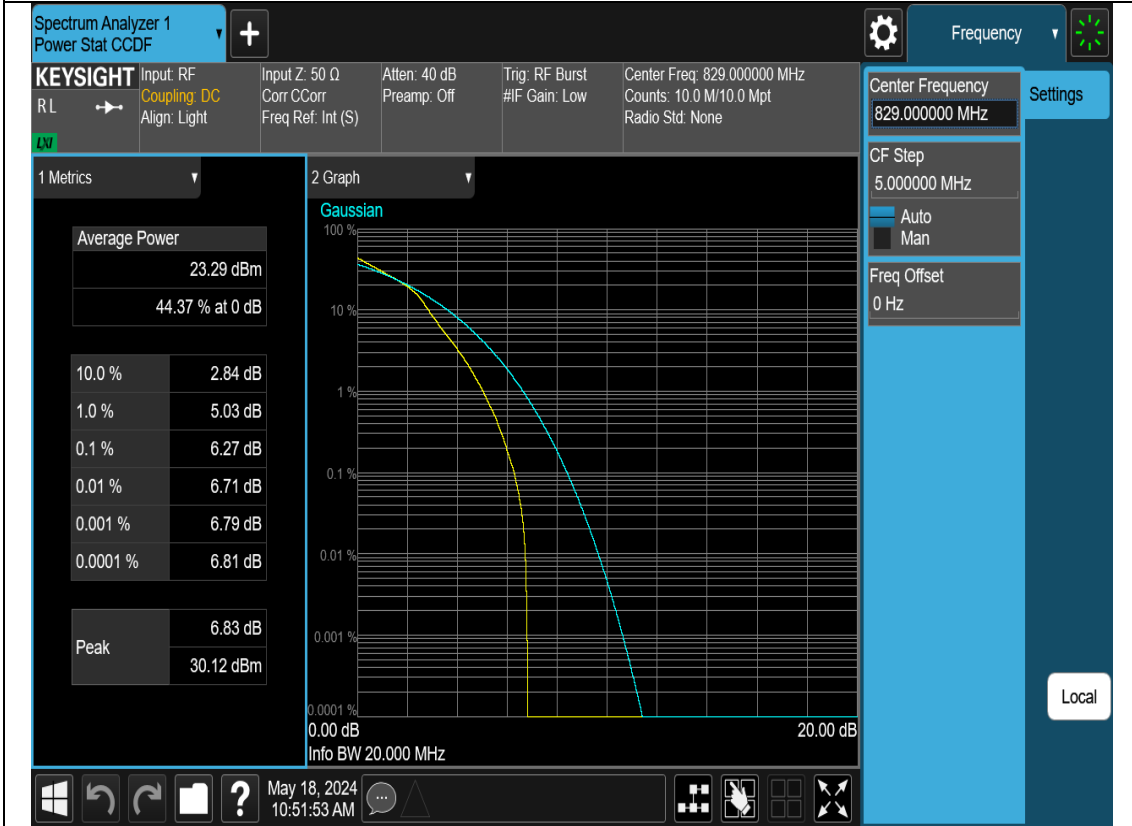 Spectrum Analyzer 1
Power Stat CCDF
Frequency
KEYSIGHT
RL
LXI
Input: RF
Coupling: DC
Align: Light
Input Z: 50 Ω
Corr CCorr
Freq Ref: Int (S)
Atten: 40 dB
Preamp: Off
Trig: RF Burst
#IF Gain: Low
Center Freq: 829.000000 MHz
Counts: 10.0 M/10.0 Mpt
Radio Std: None
Center Frequency
829.000000 MHz
Settings
CF Step
5.000000 MHz
Auto
Man
Freq Offset
0 Hz
1 Metrics
Average Power
23.29 dBm
44.37 % at 0 dB
10.0 % 2.84 dB
1.0 % 5.03 dB
0.1 % 6.27 dB
0.01 % 6.71 dB
0.001 % 6.79 dB
0.0001 % 6.81 dB
Peak
6.83 dB
30.12 dBm
2 Graph
Gaussian
100 %
10 %
1 %
0.1 %
0.01 %
0.001 %
0.0001 %
0.00 dB 20.00 dB
Info BW 20.000 MHz
Local
?
May 18, 2024
10:51:53 AM